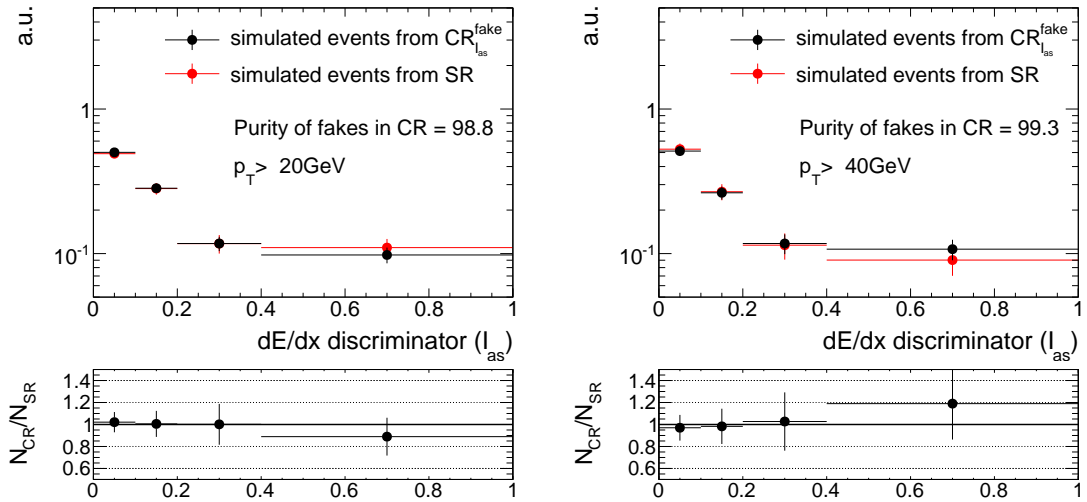 a.u.
simulated events from CR^fake_I_as
simulated events from SR
1
Purity of fakes in CR = 98.8
p_T > 20GeV
10^-1
0 0.2 0.4 0.6 0.8 1
dE/dx discriminator (I_as)
N_CR/N_SR
1.4
1.2
1
0.8
0.6
0 0.2 0.4 0.6 0.8 1
a.u.
simulated events from CR^fake_I_as
simulated events from SR
1
Purity of fakes in CR = 99.3
p_T > 40GeV
10^-1
0 0.2 0.4 0.6 0.8 1
dE/dx discriminator (I_as)
N_CR/N_SR
1.4
1.2
1
0.8
0.6
0 0.2 0.4 0.6 0.8 1